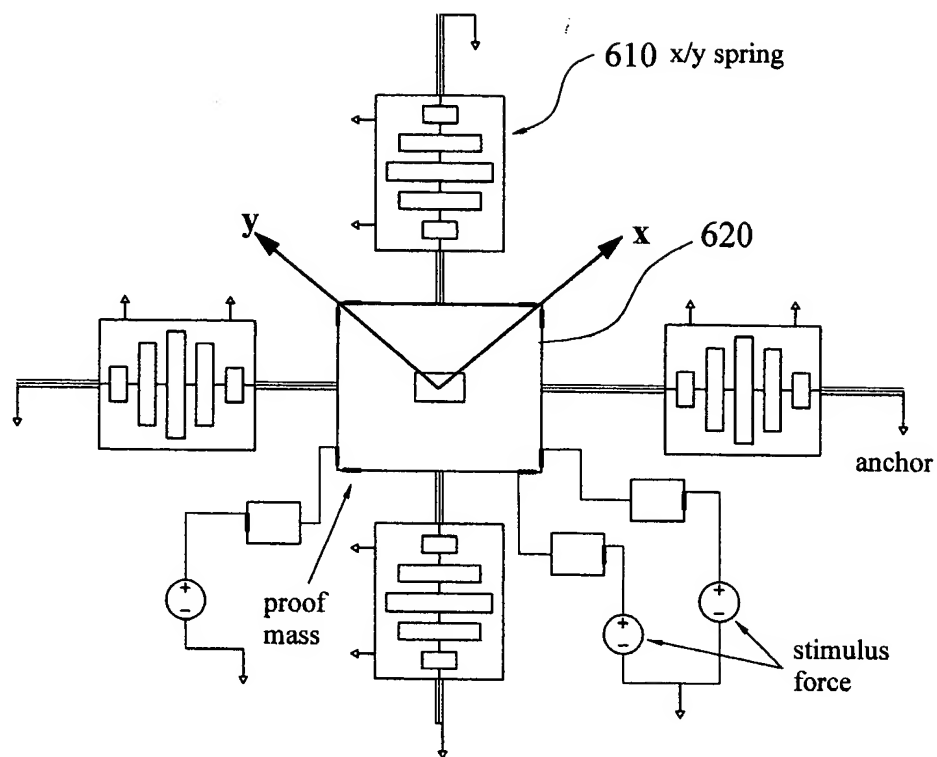 610 x/y spring
y
x
620
anchor
+
−
proof
mass
+
−
+
−
stimulus
force